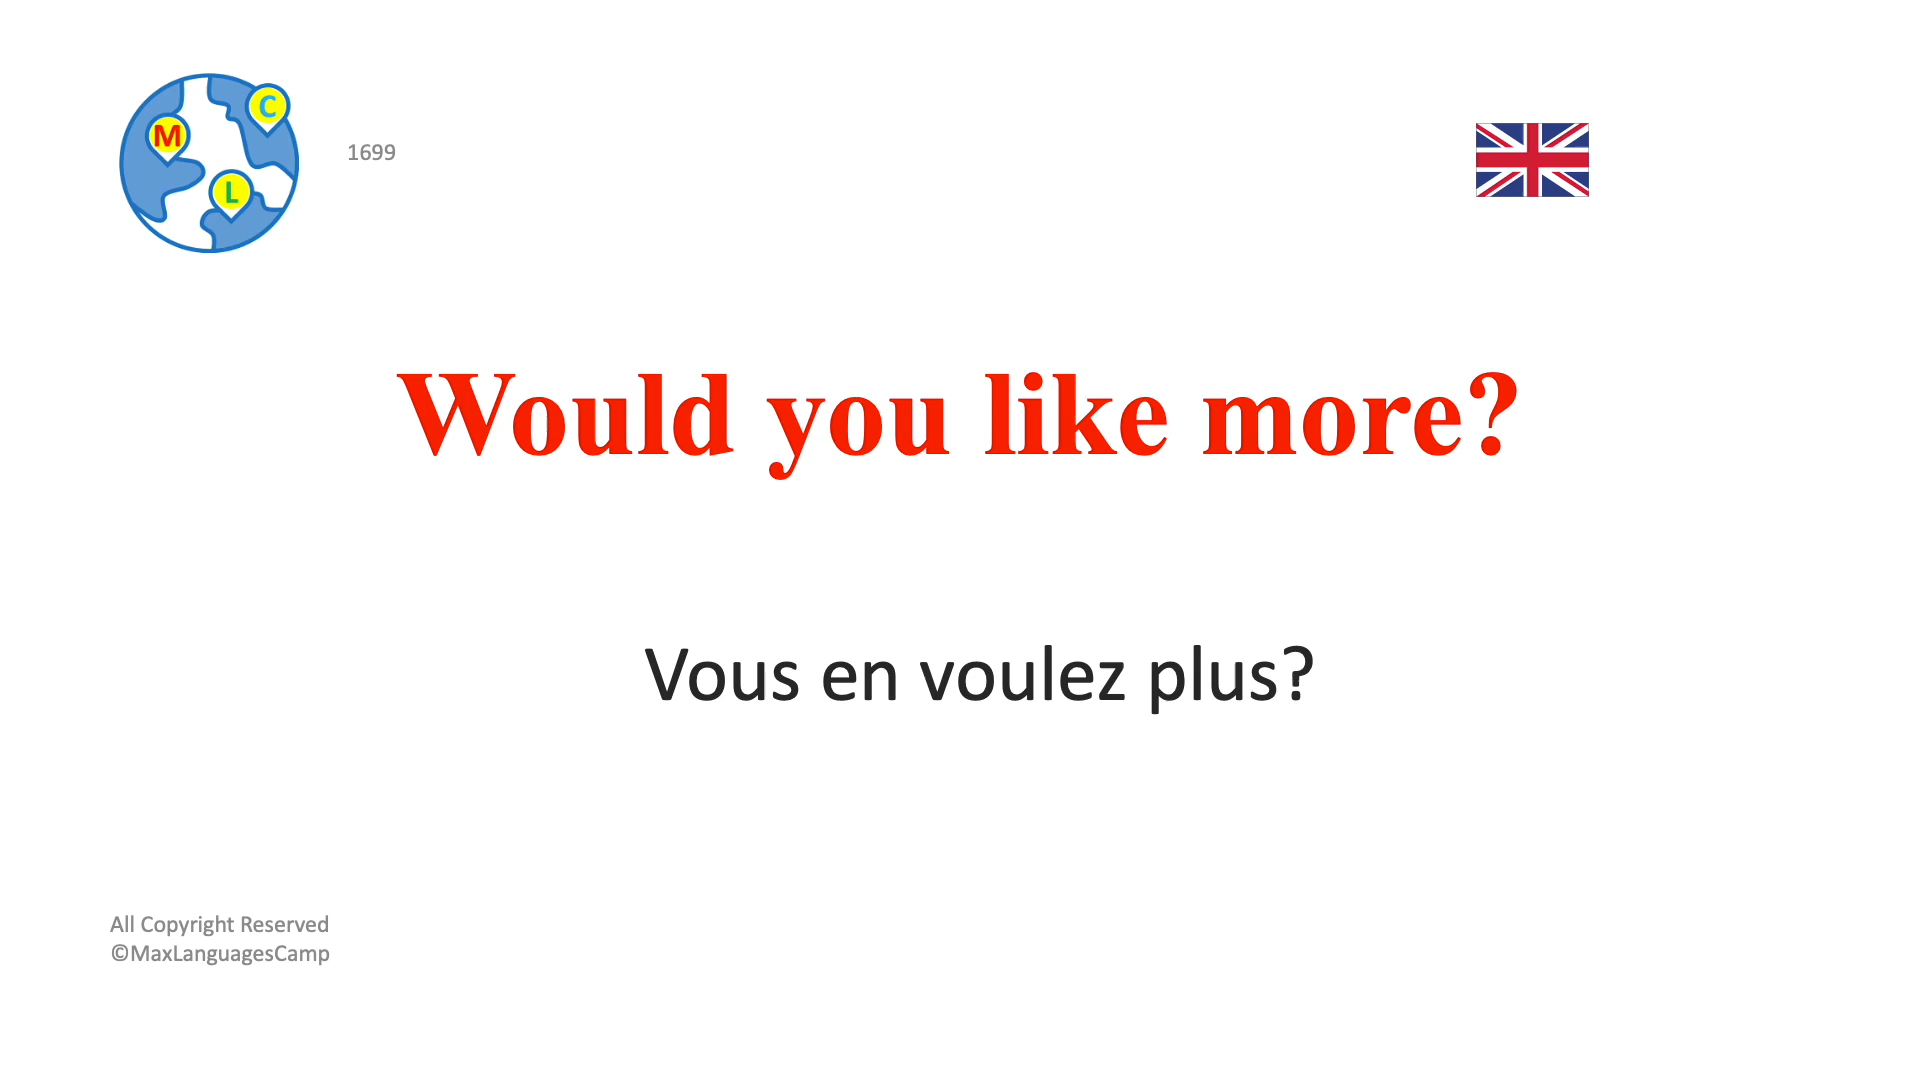 M
C
L
1699
Would you like more?
Vous en voulez plus?
All Copyright Reserved
©MaxLanguagesCamp